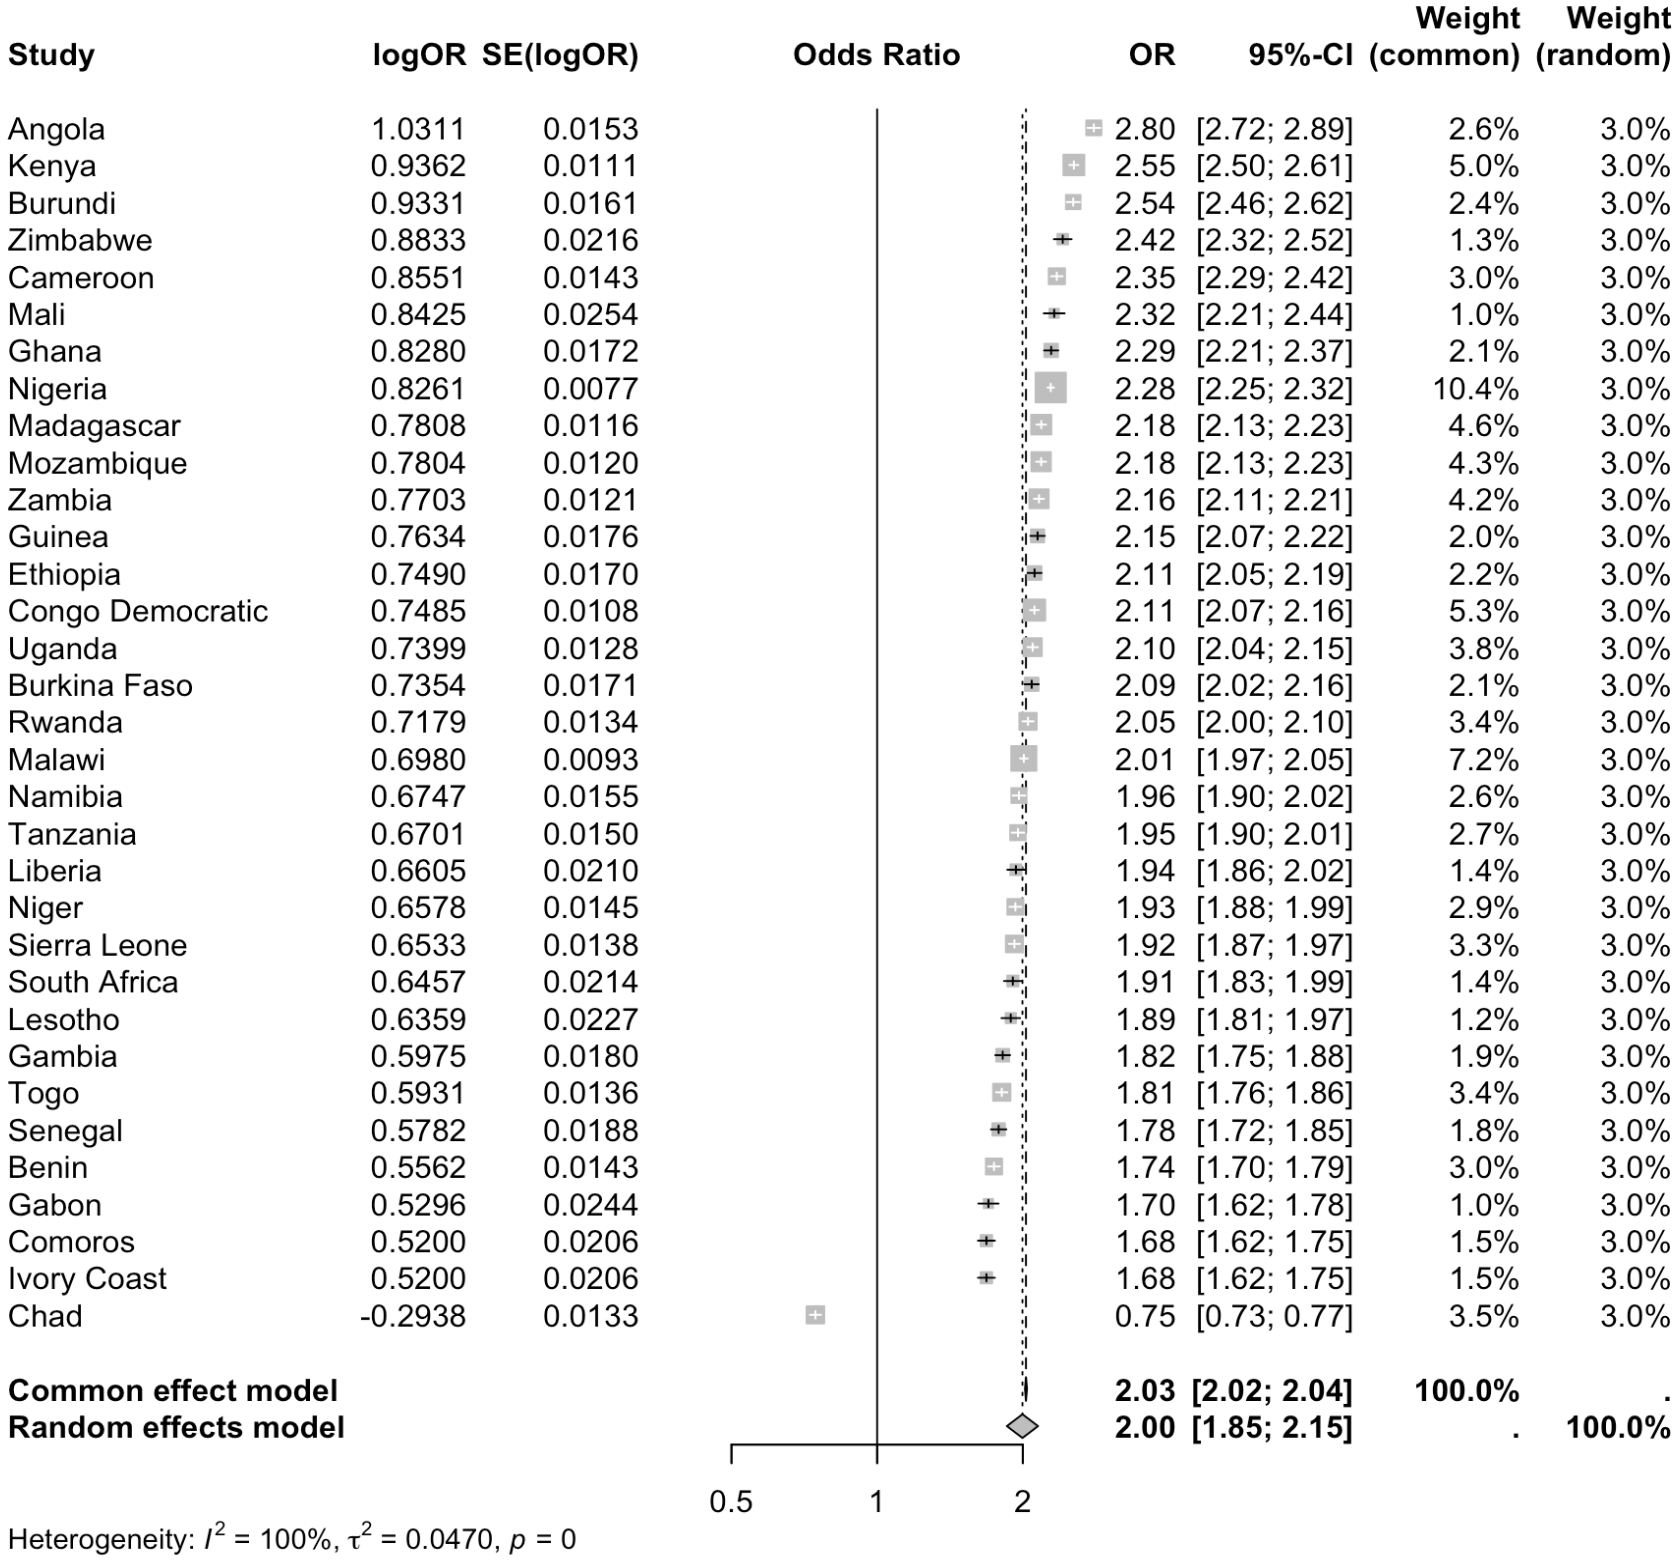 Weight Weight
Study logOR SE(logOR) Odds Ratio OR 95%-CI (common) (random)
Angola 1.0311 0.0153 2.80 [2.72; 2.89] 2.6% 3.0%
Kenya 0.9362 0.0111 2.55 [2.50; 2.61] 5.0% 3.0%
Burundi 0.9331 0.0161 2.54 [2.46; 2.62] 2.4% 3.0%
Zimbabwe 0.8833 0.0216 2.42 [2.32; 2.52] 1.3% 3.0%
Cameroon 0.8551 0.0143 2.35 [2.29; 2.42] 3.0% 3.0%
Mali 0.8425 0.0254 2.32 [2.21; 2.44] 1.0% 3.0%
Ghana 0.8280 0.0172 2.29 [2.21; 2.37] 2.1% 3.0%
Nigeria 0.8261 0.0077 2.28 [2.25; 2.32] 10.4% 3.0%
Madagascar 0.7808 0.0116 2.18 [2.13; 2.23] 4.6% 3.0%
Mozambique 0.7804 0.0120 2.18 [2.13; 2.23] 4.3% 3.0%
Zambia 0.7703 0.0121 2.16 [2.11; 2.21] 4.2% 3.0%
Guinea 0.7634 0.0176 2.15 [2.07; 2.22] 2.0% 3.0%
Ethiopia 0.7490 0.0170 2.11 [2.05; 2.19] 2.2% 3.0%
Congo Democratic 0.7485 0.0108 2.11 [2.07; 2.16] 5.3% 3.0%
Uganda 0.7399 0.0128 2.10 [2.04; 2.15] 3.8% 3.0%
Burkina Faso 0.7354 0.0171 2.09 [2.02; 2.16] 2.1% 3.0%
Rwanda 0.7179 0.0134 2.05 [2.00; 2.10] 3.4% 3.0%
Malawi 0.6980 0.0093 2.01 [1.97; 2.05] 7.2% 3.0%
Namibia 0.6747 0.0155 1.96 [1.90; 2.02] 2.6% 3.0%
Tanzania 0.6701 0.0150 1.95 [1.90; 2.01] 2.7% 3.0%
Liberia 0.6605 0.0210 1.94 [1.86; 2.02] 1.4% 3.0%
Niger 0.6578 0.0145 1.93 [1.88; 1.99] 2.9% 3.0%
Sierra Leone 0.6533 0.0138 1.92 [1.87; 1.97] 3.3% 3.0%
South Africa 0.6457 0.0214 1.91 [1.83; 1.99] 1.4% 3.0%
Lesotho 0.6359 0.0227 1.89 [1.81; 1.97] 1.2% 3.0%
Gambia 0.5975 0.0180 1.82 [1.75; 1.88] 1.9% 3.0%
Togo 0.5931 0.0136 1.81 [1.76; 1.86] 3.4% 3.0%
Senegal 0.5782 0.0188 1.78 [1.72; 1.85] 1.8% 3.0%
Benin 0.5562 0.0143 1.74 [1.70; 1.79] 3.0% 3.0%
Gabon 0.5296 0.0244 1.70 [1.62; 1.78] 1.0% 3.0%
Comoros 0.5200 0.0206 1.68 [1.62; 1.75] 1.5% 3.0%
Ivory Coast 0.5200 0.0206 1.68 [1.62; 1.75] 1.5% 3.0%
Chad -0.2938 0.0133 0.75 [0.73; 0.77] 3.5% 3.0%
Common effect model 2.03 [2.02; 2.04] 100.0% .
Random effects model 2.00 [1.85; 2.15] . 100.0%
0.5 1 2
Heterogeneity: I² = 100%, τ² = 0.0470, p = 0